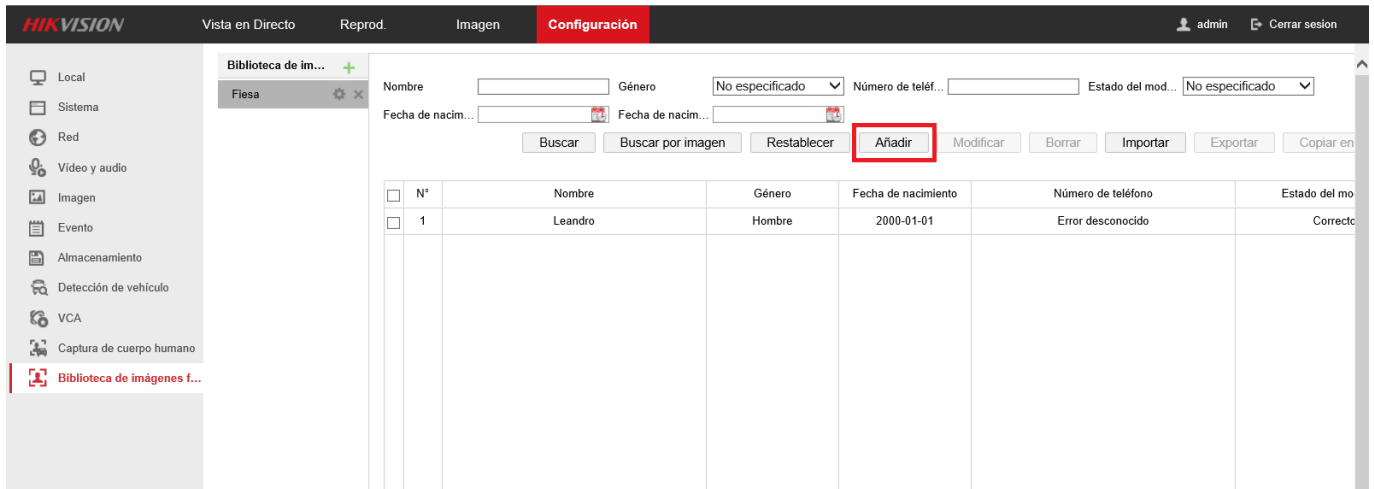 HIKVISION Vista en Directo Reprod. Imagen Configuración admin Cerrar sesion
Local
Sistema
Red
Vídeo y audio
Imagen
Evento
Almacenamiento
Detección de vehículo
VCA
Captura de cuerpo humano
Biblioteca de imágenes f...
Biblioteca de im...
Fiesa
Nombre Género No especificado Número de teléf... Estado del mod... No especificado
Fecha de nacim... Fecha de nacim...
Buscar Buscar por imagen Restablecer Añadir Modificar Borrar Importar Exportar Copiar en
N° Nombre Género Fecha de nacimiento Número de teléfono Estado del mo
1 Leandro Hombre 2000-01-01 Error desconocido Correcto